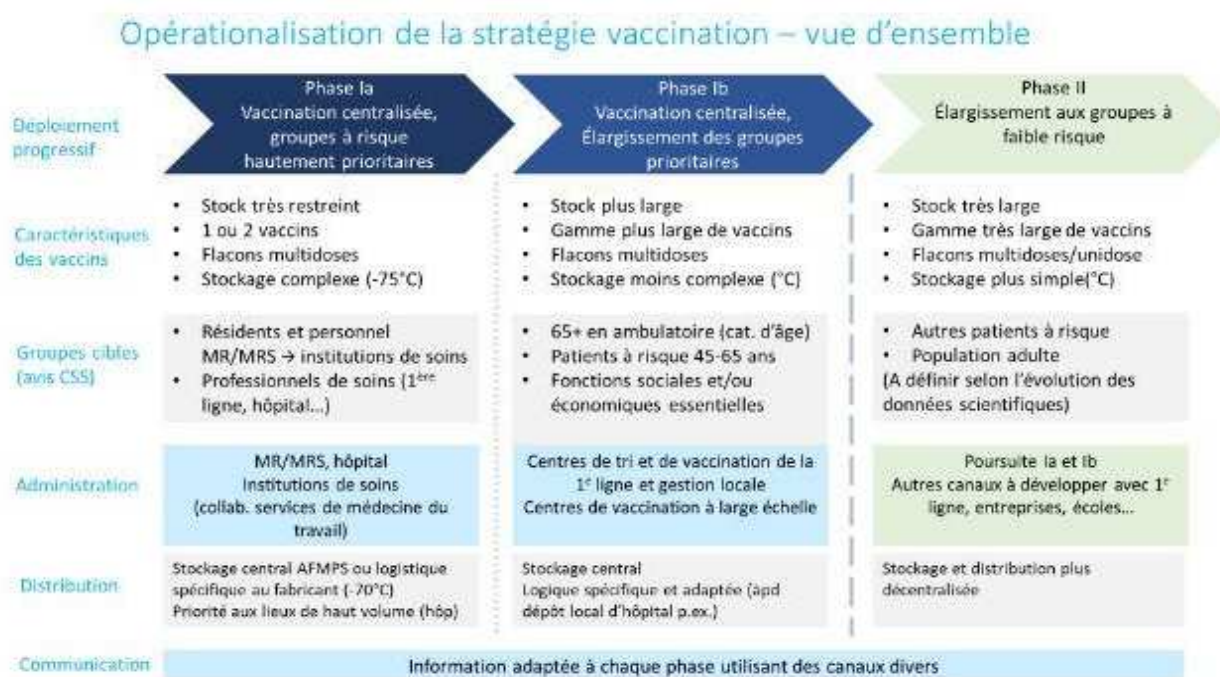 Opérationalisation de la stratégie vaccination – vue d'ensemble
Déploiement
progressif
Phase Ia
Vaccination centralisée,
groupes à risque
hautement prioritaires
Phase Ib
Vaccination centralisée,
Élargissement des groupes
prioritaires
Phase II
Élargissement aux groupes à
faible risque
Caractéristiques
des vaccins
• Stock très restreint
• 1 ou 2 vaccins
• Flacons multidoses
• Stockage complexe (-75°C)
• Stock plus large
• Gamme plus large de vaccins
• Flacons multidoses
• Stockage moins complexe (°C)
• Stock très large
• Gamme très large de vaccins
• Flacons multidoses/unidose
• Stockage plus simple(°C)
Groupes cibles
(avis CSS)
• Résidents et personnel
MR/MRS → institutions de soins
• Professionnels de soins (1ère
ligne, hôpital...)
• 65+ en ambulatoire (cat. d'âge)
• Patients à risque 45-65 ans
• Fonctions sociales et/ou
économiques essentielles
• Autres patients à risque
• Population adulte
(A définir selon l'évolution des
données scientifiques)
Administration
MR/MRS, hôpital
Institutions de soins
(collab. services de médecine du
travail)
Centres de tri et de vaccination de la
1e ligne et gestion locale
Centres de vaccination à large échelle
Poursuite Ia et Ib
Autres canaux à développer avec 1e
ligne, entreprises, écoles...
Distribution
Stockage central AFMPS ou logistique
spécifique au fabricant (-70°C)
Priorité aux lieux de haut volume (hôp)
Stockage central
Logique spécifique et adaptée (àpd
dépôt local d'hôpital p.ex.)
Stockage et distribution plus
décentralisée
Communication
Information adaptée à chaque phase utilisant des canaux divers